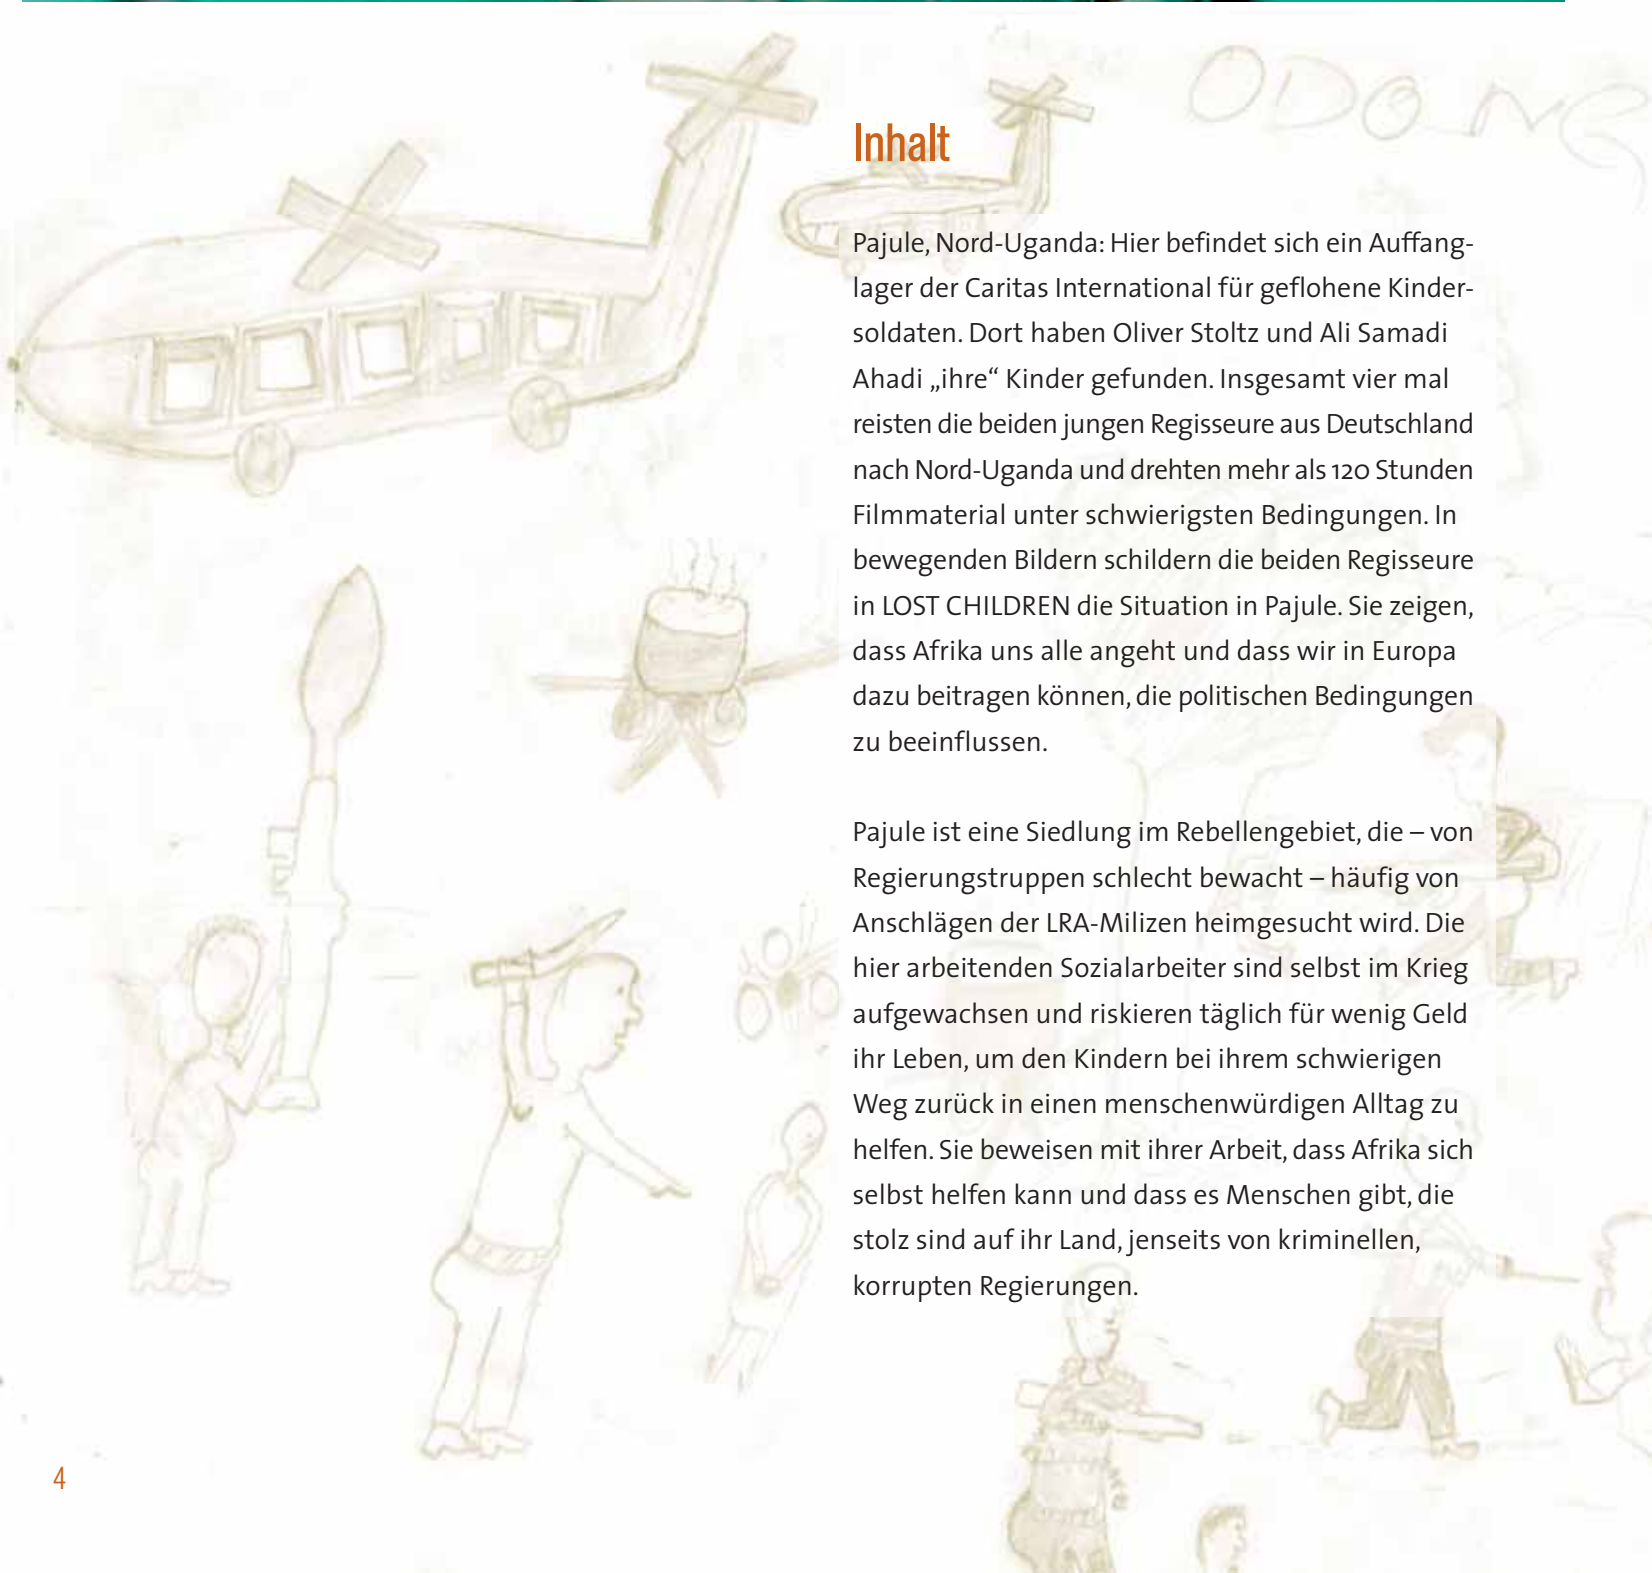 ODONG
Inhalt
Pajule, Nord-Uganda: Hier befindet sich ein Auffang-
lager der Caritas International für geflohene Kinder-
soldaten. Dort haben Oliver Stoltz und Ali Samadi
Ahadi „ihre“ Kinder gefunden. Insgesamt vier mal
reisten die beiden jungen Regisseure aus Deutschland
nach Nord-Uganda und drehten mehr als 120 Stunden
Filmmaterial unter schwierigsten Bedingungen. In
bewegenden Bildern schildern die beiden Regisseure
in LOST CHILDREN die Situation in Pajule. Sie zeigen,
dass Afrika uns alle angeht und dass wir in Europa
dazu beitragen können, die politischen Bedingungen
zu beeinflussen.
Pajule ist eine Siedlung im Rebellengebiet, die – von
Regierungstruppen schlecht bewacht – häufig von
Anschlägen der LRA-Milizen heimgesucht wird. Die
hier arbeitenden Sozialarbeiter sind selbst im Krieg
aufgewachsen und riskieren täglich für wenig Geld
ihr Leben, um den Kindern bei ihrem schwierigen
Weg zurück in einen menschenwürdigen Alltag zu
helfen. Sie beweisen mit ihrer Arbeit, dass Afrika sich
selbst helfen kann und dass es Menschen gibt, die
stolz sind auf ihr Land, jenseits von kriminellen,
korrupten Regierungen.
4